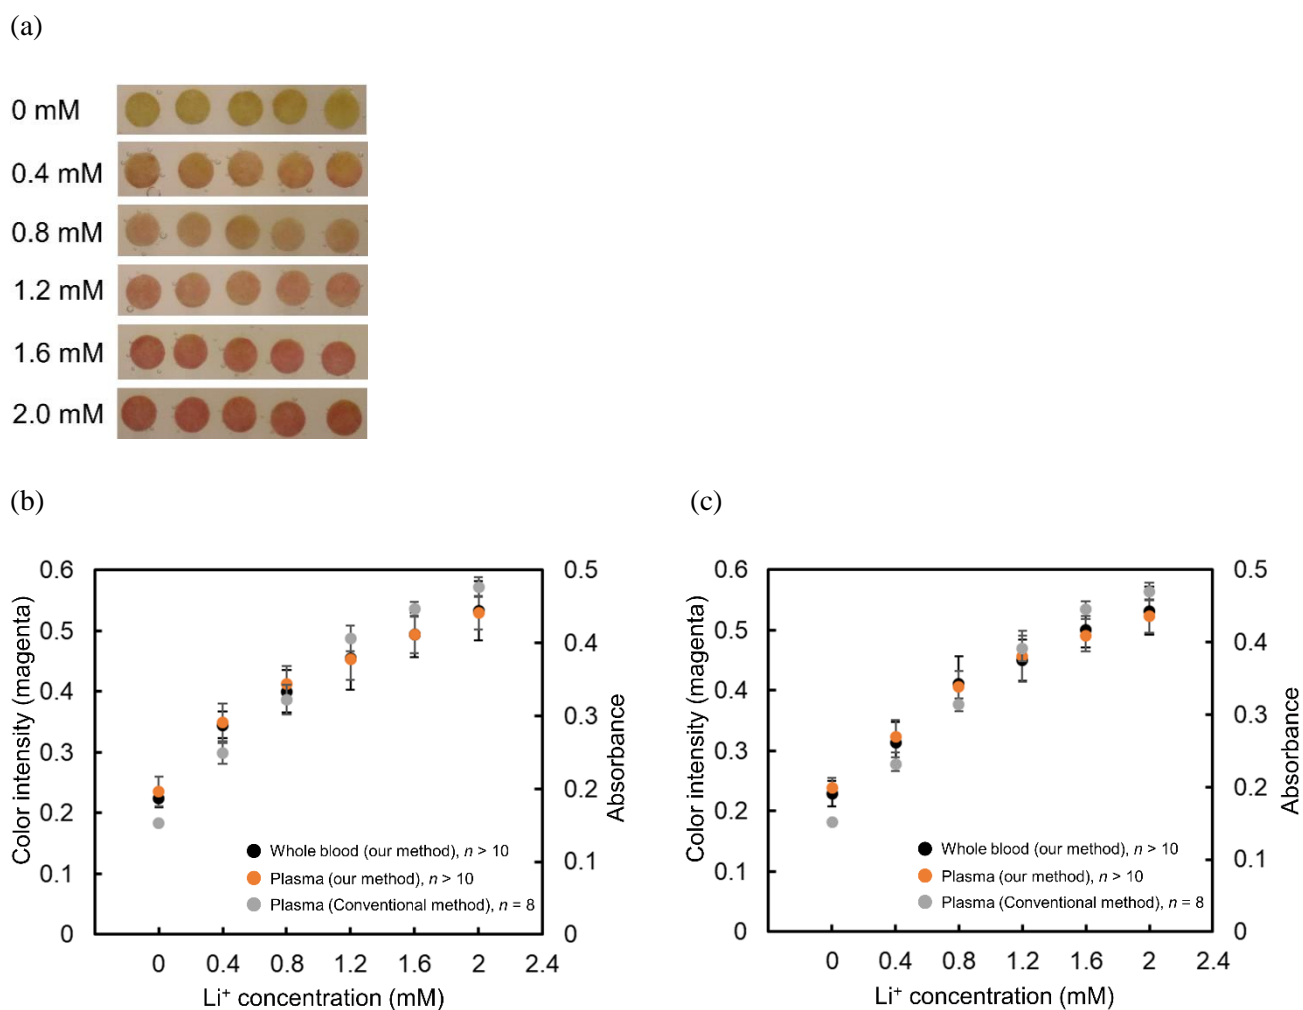 (a)
0 mM
0.4 mM
0.8 mM
1.2 mM
1.6 mM
2.0 mM
(b)
0.6
0.5
0.4
0.3
0.2
0.1
0
Color intensity (magenta)
0.5
0.4
0.3
0.2
0.1
0
Absorbance
Whole blood (our method), n > 10
Plasma (our method), n > 10
Plasma (Conventional method), n = 8
0 0.4 0.8 1.2 1.6 2 2.4
Li⁺ concentration (mM)
(c)
0.6
0.5
0.4
0.3
0.2
0.1
0
Color intensity (magenta)
0.5
0.4
0.3
0.2
0.1
0
Absorbance
Whole blood (our method), n > 10
Plasma (our method), n > 10
Plasma (Conventional method), n = 8
0 0.4 0.8 1.2 1.6 2 2.4
Li⁺ concentration (mM)